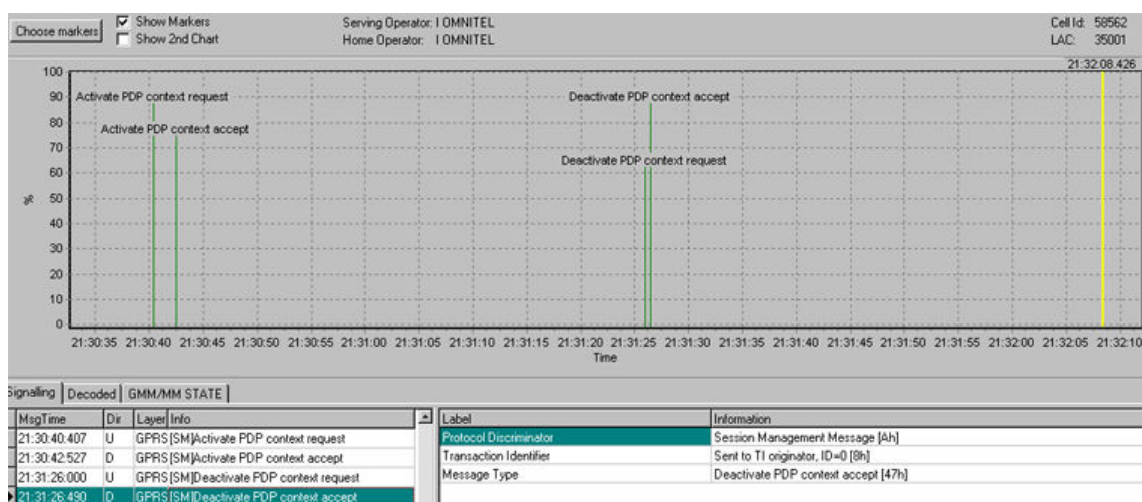 Choose markers
Show Markers
Show 2nd Chart
Serving Operator: I OMNITEL
Home Operator: I OMNITEL
Cell Id: 58562
LAC: 35001
21:32:08.426
100
90
80
70
60
50
40
30
20
10
0
%
Activate PDP context request
Activate PDP context accept
Deactivate PDP context accept
Deactivate PDP context request
21:30:35 21:30:40 21:30:45 21:30:50 21:30:55 21:31:00 21:31:05 21:31:10 21:31:15 21:31:20 21:31:25 21:31:30 21:31:35 21:31:40 21:31:45 21:31:50 21:31:55 21:32:00 21:32:05 21:32:10
Time
Signalling Decoded GMM/MM STATE
MsgTime Dir Layer Info
21:30:40:407 U GPRS [SM]Activate PDP context request
21:30:42:527 D GPRS [SM]Activate PDP context accept
21:31:26:000 U GPRS [SM]Deactivate PDP context request
21:31:26:490 D GPRS [SM]Deactivate PDP context accept
Label Information
Protocol Discriminator Session Management Message [Ah]
Transaction Identifier Sent to TI originator, ID=0 [8h]
Message Type Deactivate PDP context accept [47h]